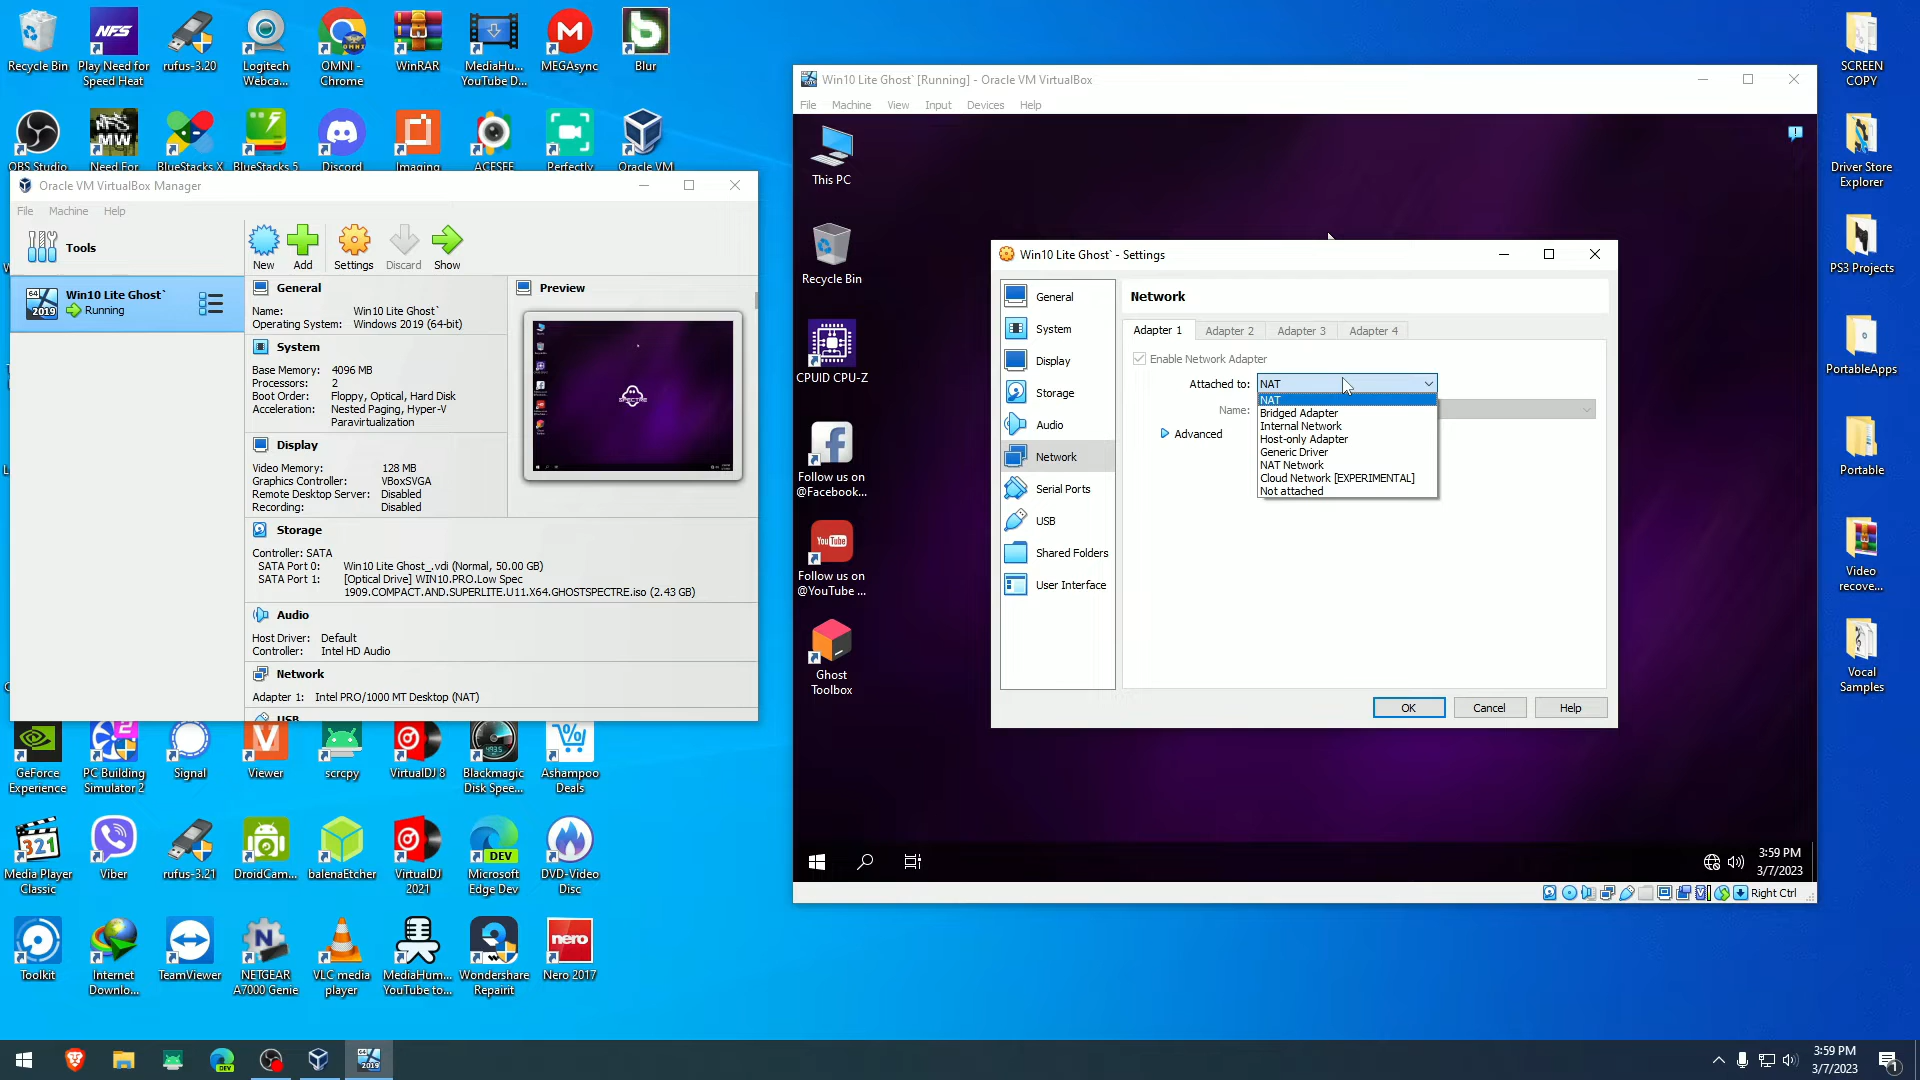 Recycle Bin
Play Need for
Speed Heat
rufus-3.20
Logitech
Webca...
OMNI -
Chrome
WinRAR
MediaHu...
YouTube D...
MEGAsync
Blur
OBS Studio
Need For
BlueStacks X
BlueStacks 5
Discord
Imaging
ACESEE
Perfectly
Oracle VM
Oracle VM VirtualBox Manager
File
Machine
Help
Tools
New
Add
Settings
Discard
Show
Win10 Lite Ghost`
Running
64
2019
General
Name:
Win10 Lite Ghost`
Operating System:
Windows 2019 (64-bit)
System
Base Memory:
4096 MB
Processors:
2
Boot Order:
Floppy, Optical, Hard Disk
Acceleration:
Nested Paging, Hyper-V
Paravirtualization
Display
Video Memory:
128 MB
Graphics Controller:
VBoxSVGA
Remote Desktop Server:
Disabled
Recording:
Disabled
Preview
SPECTRE
Storage
Controller: SATA
SATA Port 0:
Win10 Lite Ghost_.vdi (Normal, 50.00 GB)
SATA Port 1:
[Optical Drive] WIN10.PRO.Low Spec
1909.COMPACT.AND.SUPERLITE.U11.X64.GHOSTSPECTRE.iso (2.43 GB)
Audio
Host Driver:
Default
Controller:
Intel HD Audio
Network
Adapter 1:
Intel PRO/1000 MT Desktop (NAT)
USB
GeForce
Experience
PC Building
Simulator 2
Signal
Viewer
scrcpy
VirtualDJ 8
Blackmagic
Disk Spee...
Ashampoo
Deals
Media Player
Classic
Viber
rufus-3.21
DroidCam...
balenaEtcher
VirtualDJ
2021
DEV
Microsoft
Edge Dev
DVD-Video
Disc
Toolkit
Internet
Downlo...
TeamViewer
NETGEAR
A7000 Genie
VLC media
player
MediaHum...
YouTube to...
Wondershare
Repairit
nero
Nero 2017
Win10 Lite Ghost` [Running] - Oracle VM VirtualBox
File
Machine
View
Input
Devices
Help
This PC
Recycle Bin
CPUID CPU-Z
Follow us on
@Facebook...
YouTube
Follow us on
@YouTube ...
Ghost
Toolbox
Win10 Lite Ghost` - Settings
General
System
Display
Storage
Audio
Network
Serial Ports
USB
Shared Folders
User Interface
Network
Adapter 1
Adapter 2
Adapter 3
Adapter 4
Enable Network Adapter
Attached to:
NAT
Name:
Advanced
NAT
Bridged Adapter
Internal Network
Host-only Adapter
Generic Driver
NAT Network
Cloud Network [EXPERIMENTAL]
Not attached
OK
Cancel
Help
3:59 PM
3/7/2023
Right Ctrl
SCREEN
COPY
Driver Store
Explorer
PS3 Projects
PortableApps
Portable
Video
recove...
Vocal
Samples
DEV
2019
3:59 PM
3/7/2023
1